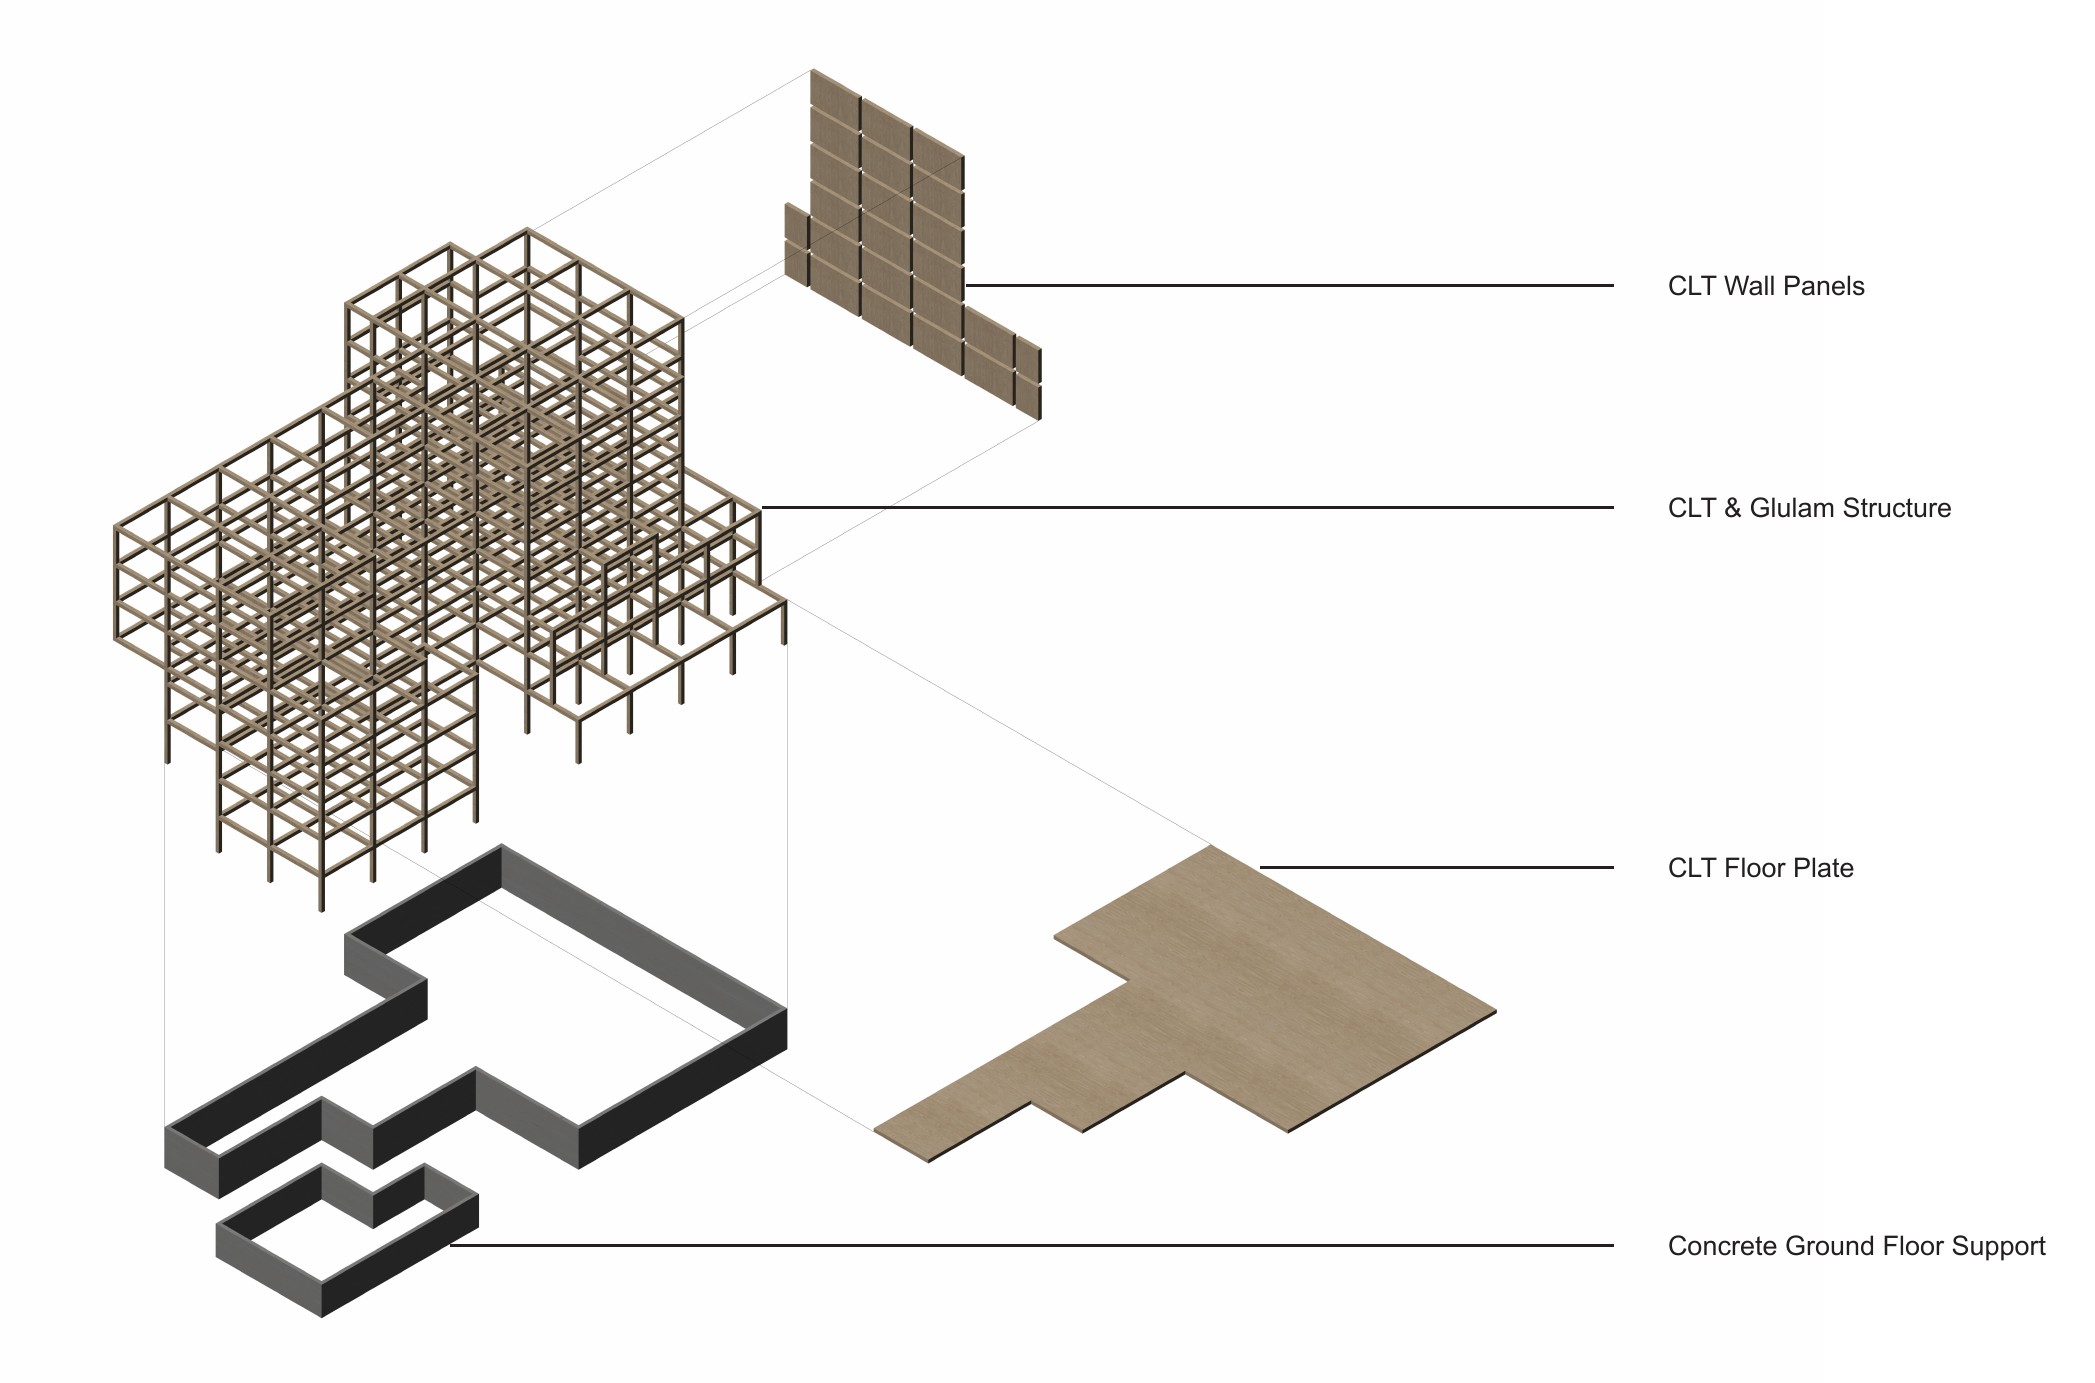 CLT Wall Panels
CLT & Glulam Structure
CLT Floor Plate
Concrete Ground Floor Support